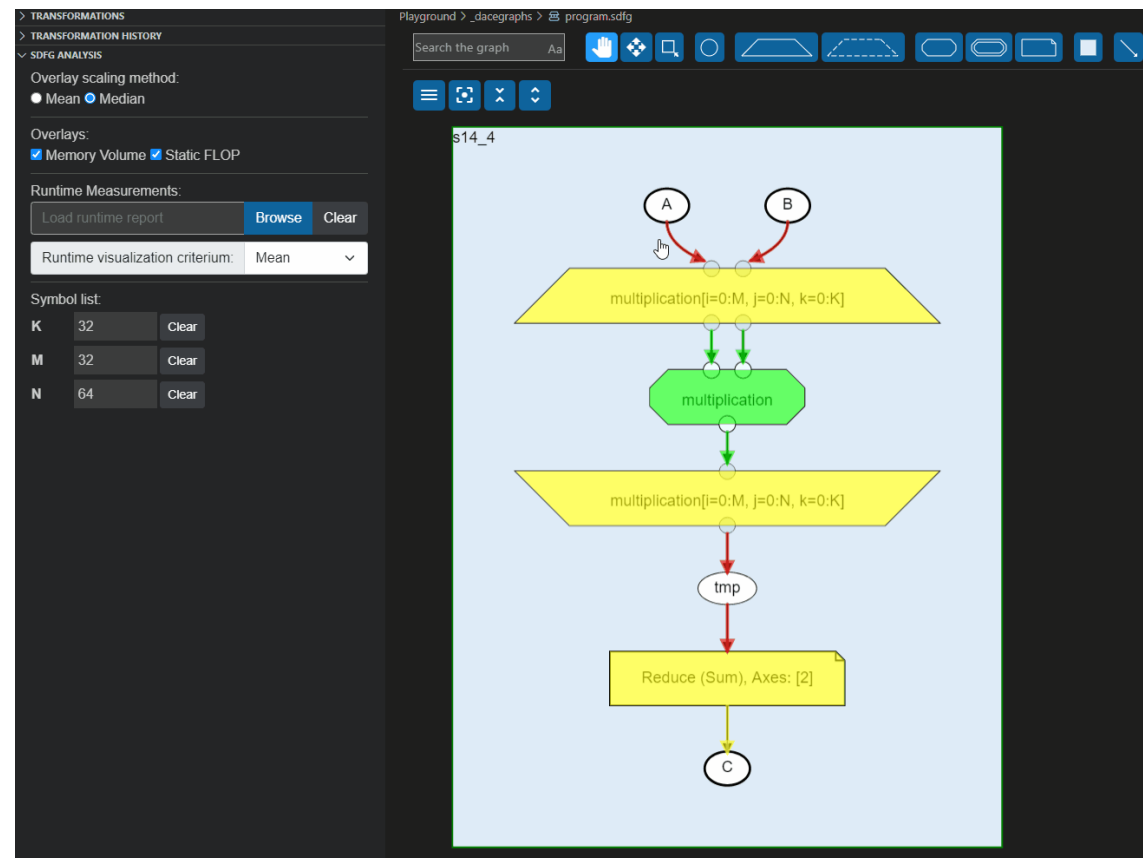 TRANSFORMATIONS
TRANSFORMATION HISTORY
SDFG ANALYSIS
Overlay scaling method:
Mean Median
Overlays:
Memory Volume Static FLOP
Runtime Measurements:
Load runtime report Browse Clear
Runtime visualization criterium: Mean
Symbol list:
K 32 Clear
M 32 Clear
N 64 Clear
Playground > _dacegraphs > program.sdfg
Search the graph Aa
s14_4
A B
multiplication[i=0:M, j=0:N, k=0:K]
multiplication
multiplication[i=0:M, j=0:N, k=0:K]
tmp
Reduce (Sum), Axes: [2]
C